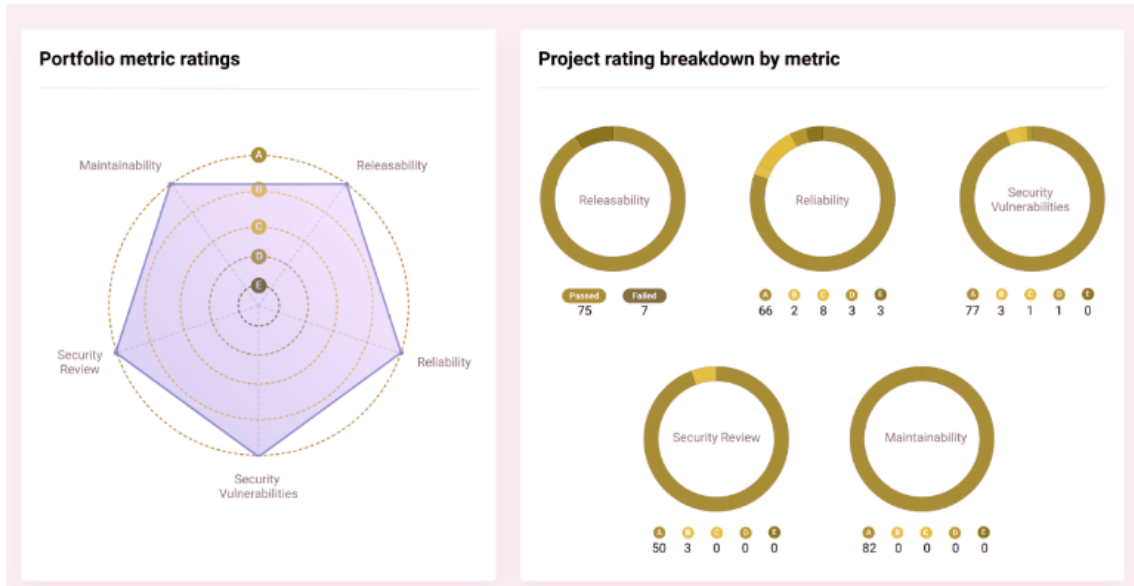 Portfolio metric ratings
A
Maintainability
Releasability
B
C
D
E
Security
Review
Reliability
Security
Vulnerabilities
Project rating breakdown by metric
Releasability
Passed Failed
75 7
Reliability
A B C D E
66 2 8 3 3
Security
Vulnerabilities
A B C D E
77 3 1 1 0
Security Review
A B C D E
50 3 0 0 0
Maintainability
A B C D E
82 0 0 0 0